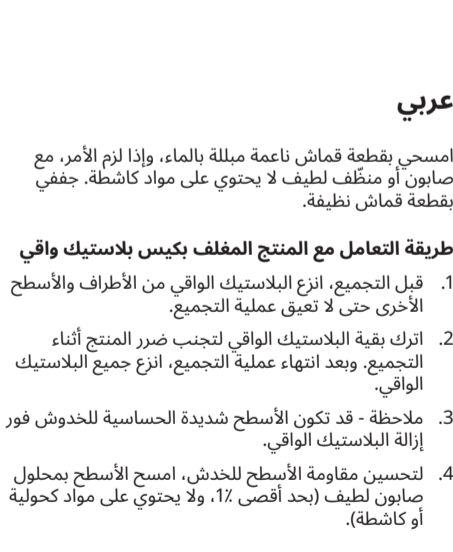 عربي
امسحي بقطعة قماش ناعمة مبللة بالماء، وإذا لزم الأمر، مع
صابون أو منظّف لطيف لا يحتوي على مواد كاشطة. جففي
بقطعة قماش نظيفة.
طريقة التعامل مع المنتج المغلف بكيس بلاستيك واقي
1. قبل التجميع، انزع البلاستيك الواقي من الأطراف والأسطح
الأخرى حتى لا تعيق عملية التجميع.
2. اترك بقية البلاستيك الواقي لتجنب ضرر المنتج أثناء
التجميع. وبعد انتهاء عملية التجميع، انزع جميع البلاستيك
الواقي.
3. ملاحظة - قد تكون الأسطح شديدة الحساسية للخدوش فور
إزالة البلاستيك الواقي.
4. لتحسين مقاومة الأسطح للخدش، امسح الأسطح بمحلول
صابون لطيف (بحد أقصى 1٪، ولا يحتوي على مواد كحولية
أو كاشطة).